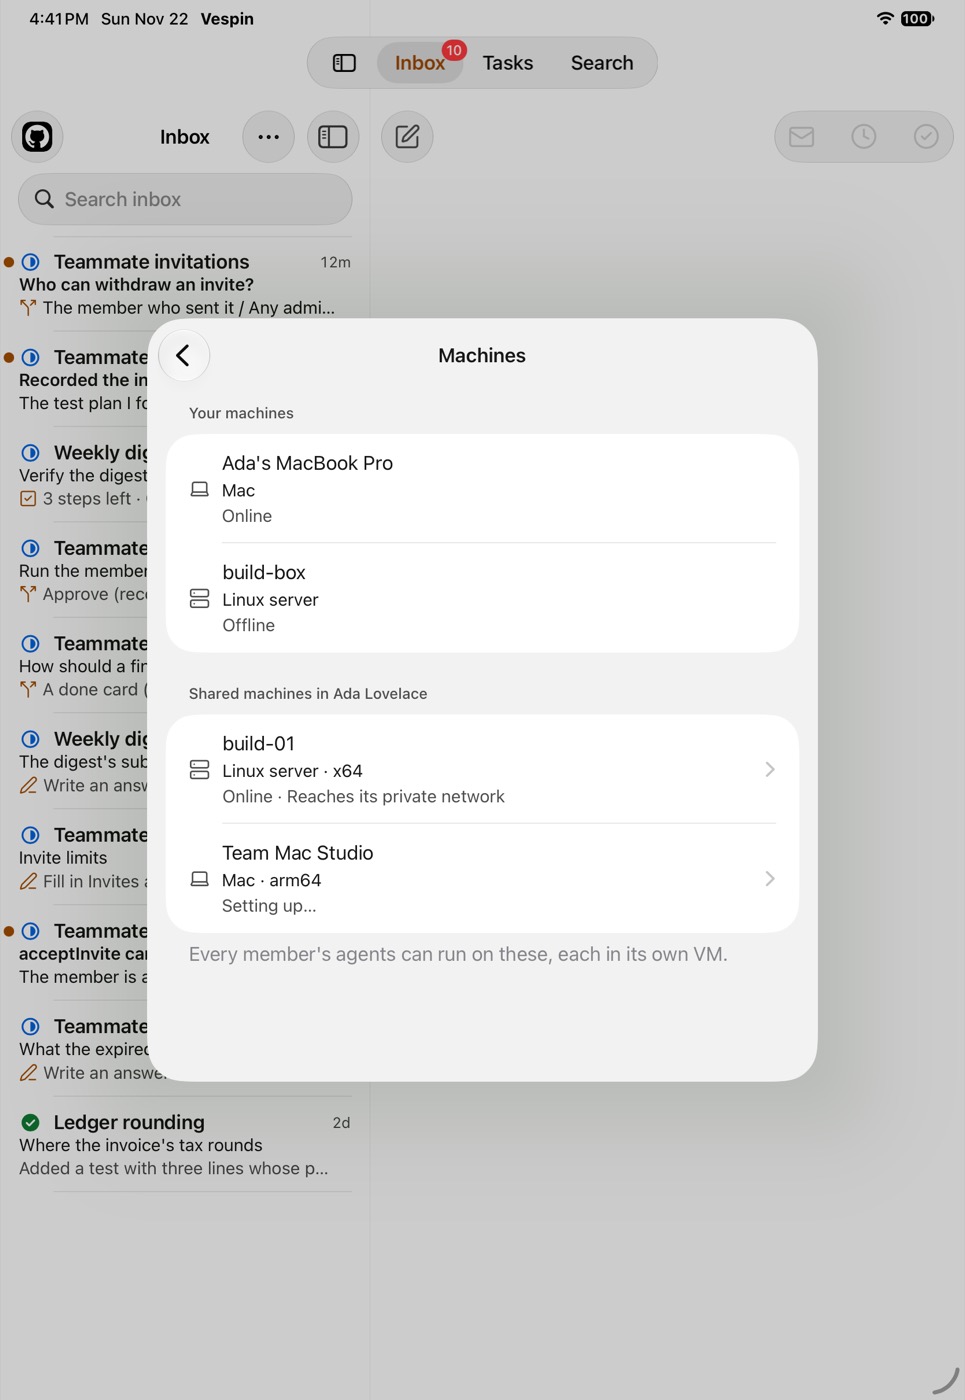 4:41 PM Sun Nov 22 Vespin
100
Inbox
10
Tasks
Search
Inbox
Search inbox
Teammate invitations
12m
Who can withdraw an invite?
The member who sent it / Any admi...
Teammate
Recorded the in
The test plan I fo
Weekly dig
Verify the digest
3 steps left ·
Teammate
Run the member
Approve (rec
Teammate
How should a fin
A done card (
Weekly dig
The digest's sub
Write an answ
Teammate
Invite limits
Fill in Invites
Teammate
acceptInvite ca
The member is a
Teammate
What the expired
Write an answe
Ledger rounding
2d
Where the invoice's tax rounds
Added a test with three lines whose p...
Machines
Your machines
Ada's MacBook Pro
Mac
Online
build-box
Linux server
Offline
Shared machines in Ada Lovelace
build-01
Linux server · x64
Online · Reaches its private network
Team Mac Studio
Mac · arm64
Setting up...
Every member's agents can run on these, each in its own VM.